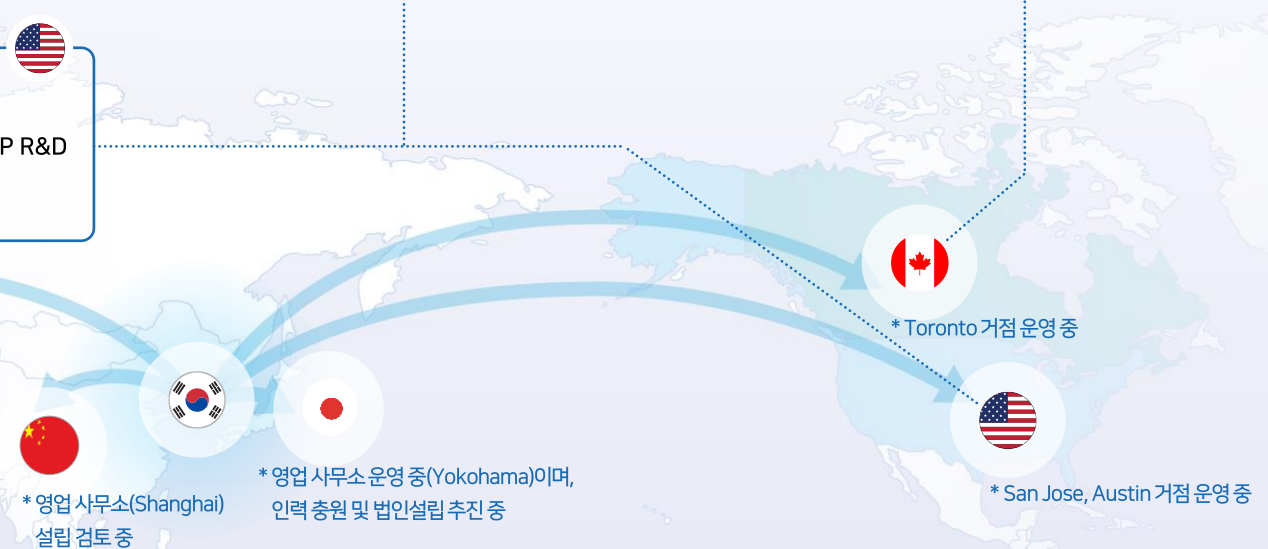 P R&D
* Toronto 거점 운영 중
* 영업 사무소 운영 중(Yokohama)이며,
인력 충원 및 법인설립 추진 중
* San Jose, Austin 거점 운영 중
* 영업 사무소(Shanghai)
설립 검토 중